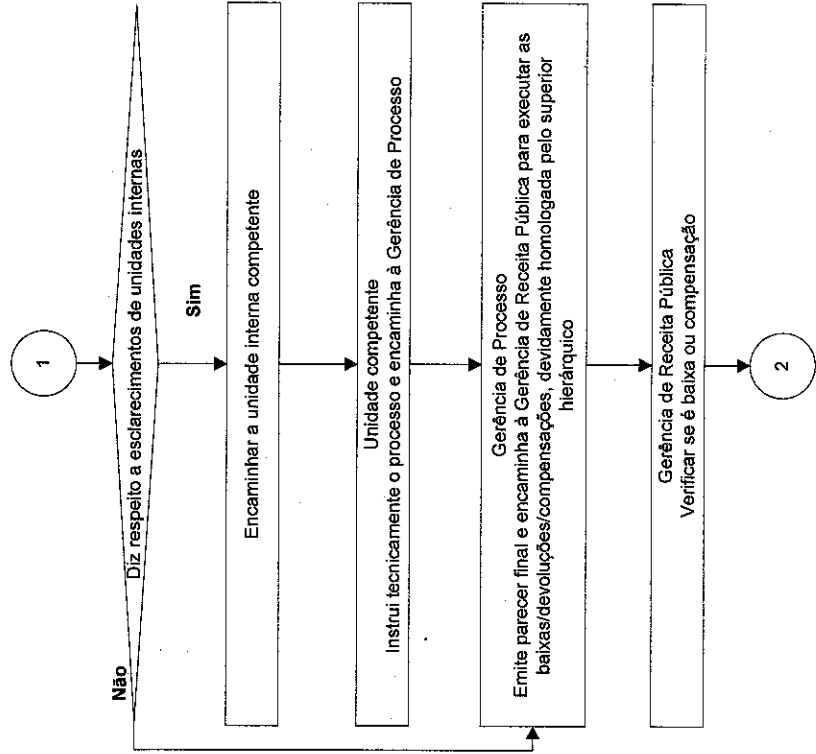 1
Diz respeito a esclarecimentos de unidades internas
Não
Sim
Encaminhar a unidade interna competente
Unidade competente
Instrui tecnicamente o processo e encaminha à Gerência de Processo
Gerência de Processo
Emite parecer final e encaminha à Gerência de Receita Pública para executar as
baixas/devoluções/compensações, devidamente homologada pelo superior
hierárquico
Gerência de Receita Pública
Verificar se é baixa ou compensação
2